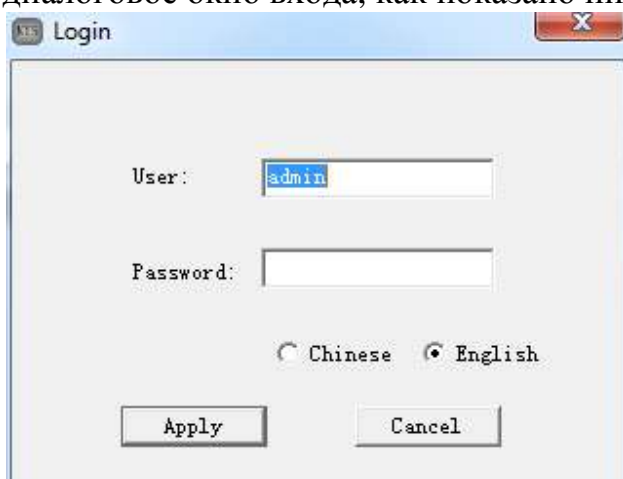 диалоговое окно входа, как показано ни
Login
User: admin
Password:
Chinese English
Apply Cancel